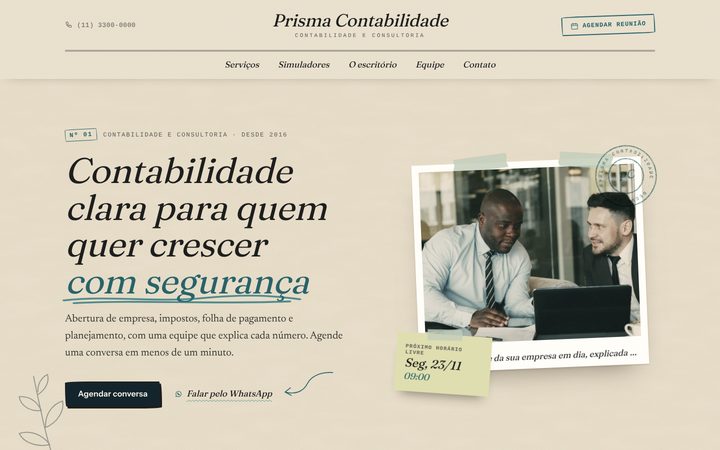 (11) 3300-0000
Prisma Contabilidade
CONTABILIDADE E CONSULTORIA
AGENDAR REUNIÃO
Serviços
Simuladores
O escritório
Equipe
Contato
Nº 01
CONTABILIDADE E CONSULTORIA · DESDE 2016
Contabilidade
clara para quem
quer crescer
com segurança
Abertura de empresa, impostos, folha de pagamento e
planejamento, com uma equipe que explica cada número. Agende
uma conversa em menos de um minuto.
Agendar conversa
Falar pelo WhatsApp
PRÓXIMO HORÁRIO
LIVRE
Seg, 23/11
09:00
da sua empresa em dia, explicada ...
CONTABILIDADE